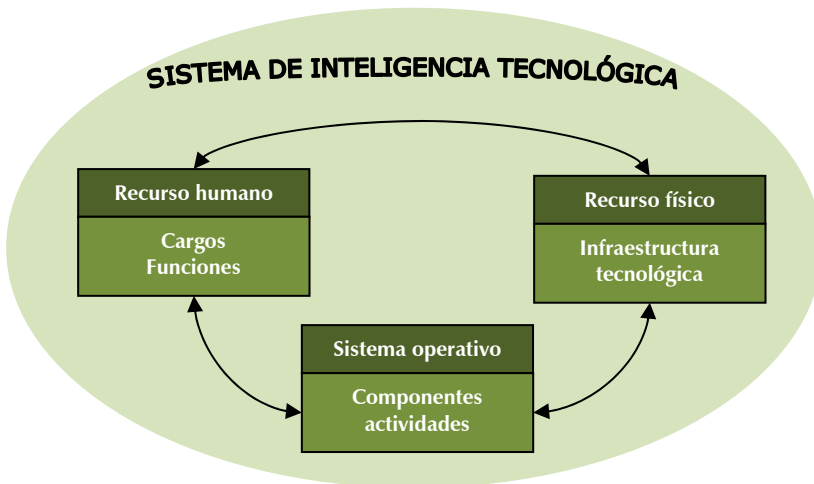 SISTEMA DE INTELIGENCIA TECNOLÓGICA
Recurso humano
Cargos
Funciones
Recurso físico
Infraestructura
tecnológica
Sistema operativo
Componentes
actividades